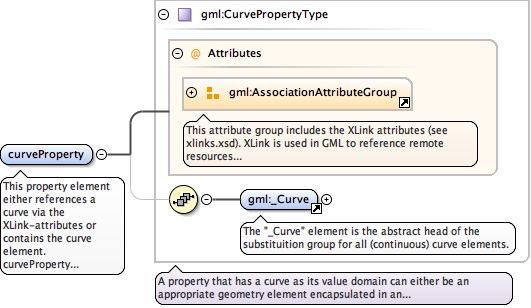 gml:CurvePropertyType
@ Attributes
gml:AssociationAttributeGroup
This attribute group includes the XLink attributes (see
xlinks.xsd). XLink is used in GML to reference remote
resources...
curveProperty
This property element
either references a
curve via the
XLink-attributes or
contains the curve
element.
curveProperty...
gml:_Curve
The "_Curve" element is the abstract head of the
substituition group for all (continuous) curve elements.
A property that has a curve as its value domain can either be an
appropriate geometry element encapsulated in an...